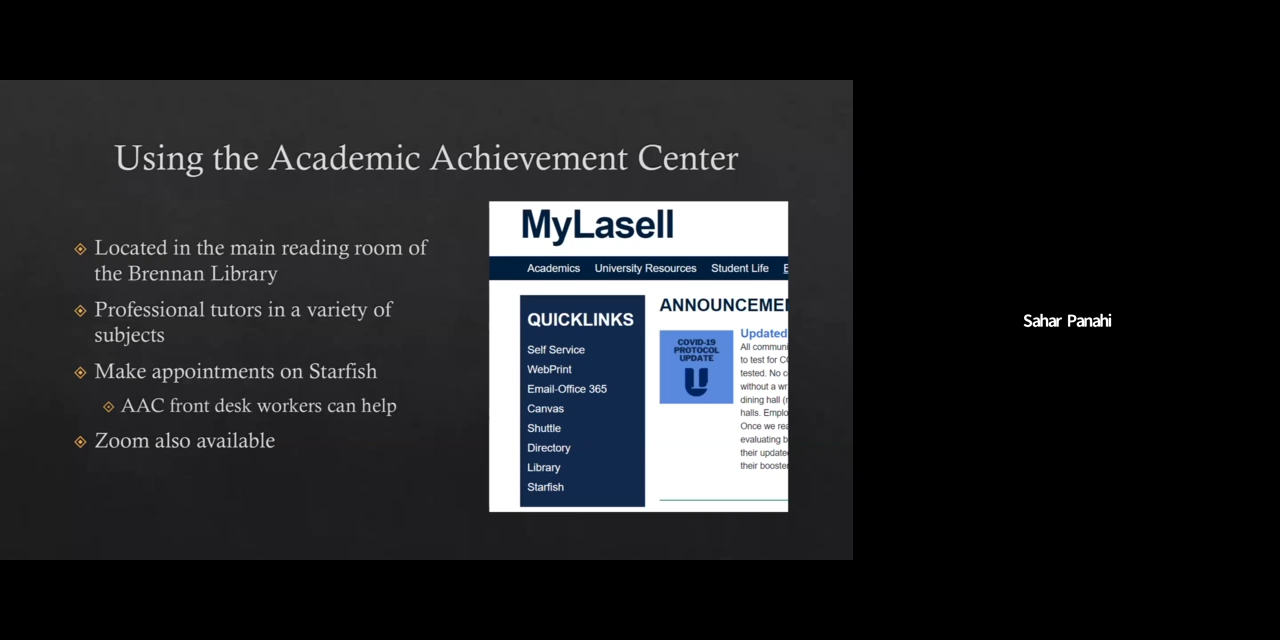 Using the Academic Achievement Center
Located in the main reading room of
the Brennan Library
Professional tutors in a variety of
subjects
Make appointments on Starfish
AAC front desk workers can help
Zoom also available
MyLasell
Academics University Resources Student Life
QUICKLINKS
Self Service
WebPrint
Email-Office 365
Canvas
Shuttle
Directory
Library
Starfish
ANNOUNCEME
COVID-19
PROTOCOL
UPDATE
Updated
All communi
to test for
tested. No
without a
dining hall
halls. Emplo
Once we rea
evaluating
their update
their booste
Sahar Panahi